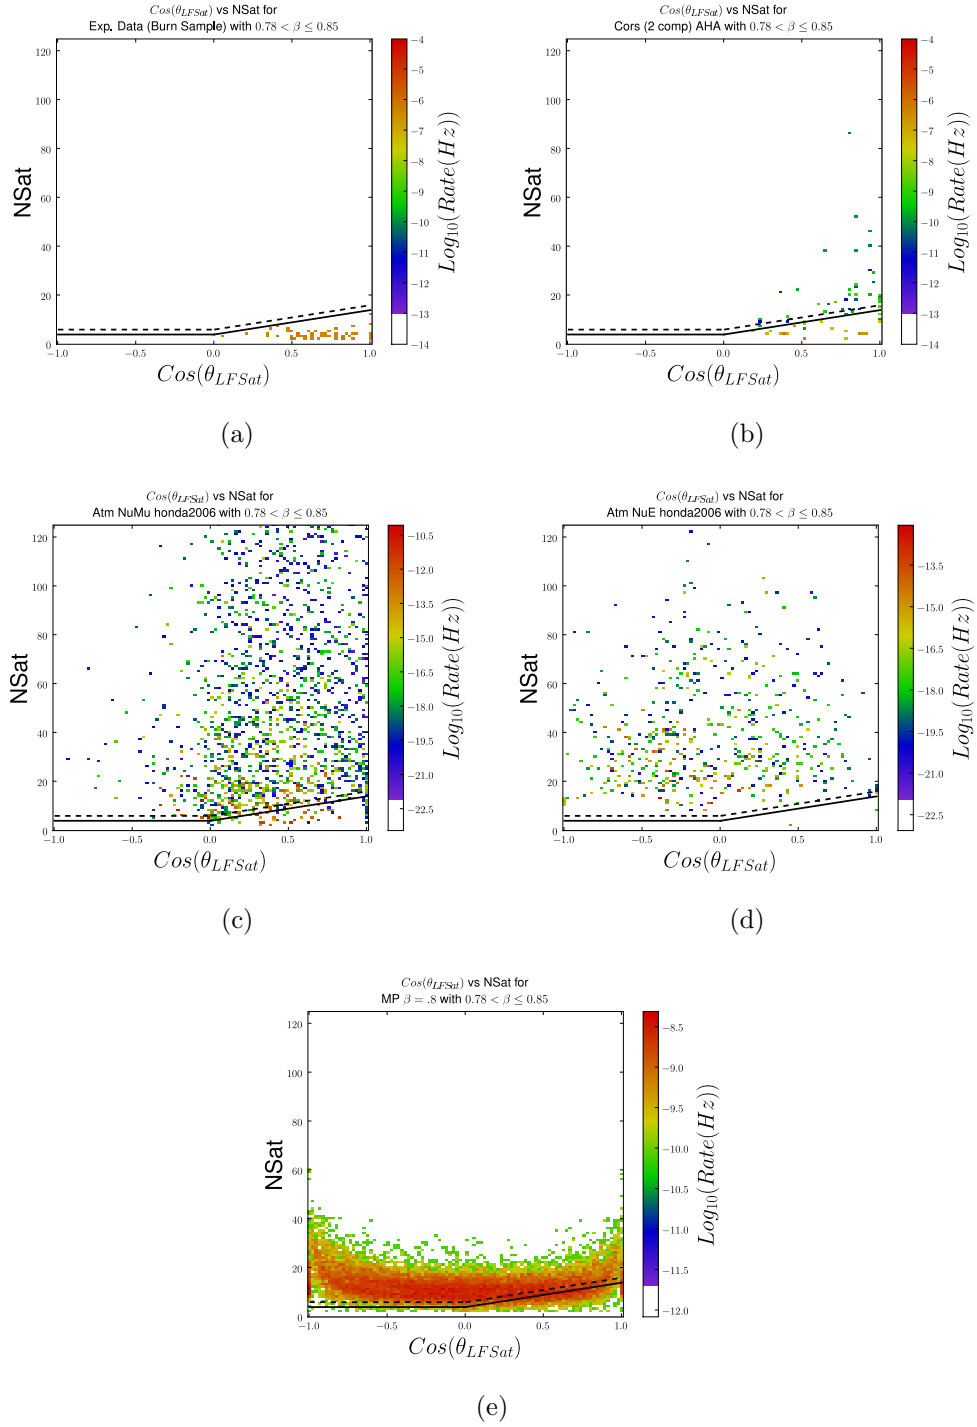 Cos(θ_LFSat) vs NSat for
Exp. Data (Burn Sample) with 0.78 < β ≤ 0.85
NSat
120
100
80
60
40
20
0
−1.0 −0.5 0.0 0.5 1.0
Cos(θ_LFSat)
−4
−5
−6
−7
−8
−9
−10
−11
−12
−13
−14
Log₁₀(Rate(Hz))
(a)
Cos(θ_LFSat) vs NSat for
Cors (2 comp) AHA with 0.78 < β ≤ 0.85
NSat
120
100
80
60
40
20
0
−1.0 −0.5 0.0 0.5 1.0
Cos(θ_LFSat)
−4
−5
−6
−7
−8
−9
−10
−11
−12
−13
−14
Log₁₀(Rate(Hz))
(b)
Cos(θ_LFSat) vs NSat for
Atm NuMu honda2006 with 0.78 < β ≤ 0.85
NSat
120
100
80
60
40
20
0
−1.0 −0.5 0.0 0.5 1.0
Cos(θ_LFSat)
−10.5
−12.0
−13.5
−15.0
−16.5
−18.0
−19.5
−21.0
−22.5
Log₁₀(Rate(Hz))
(c)
Cos(θ_LFSat) vs NSat for
Atm NuE honda2006 with 0.78 < β ≤ 0.85
NSat
120
100
80
60
40
20
0
−1.0 −0.5 0.0 0.5 1.0
Cos(θ_LFSat)
−13.5
−15.0
−16.5
−18.0
−19.5
−21.0
−22.5
Log₁₀(Rate(Hz))
(d)
Cos(θ_LFSat) vs NSat for
MP β = .8 with 0.78 < β ≤ 0.85
NSat
120
100
80
60
40
20
0
−1.0 −0.5 0.0 0.5 1.0
Cos(θ_LFSat)
−8.5
−9.0
−9.5
−10.0
−10.5
−11.0
−11.5
−12.0
Log₁₀(Rate(Hz))
(e)